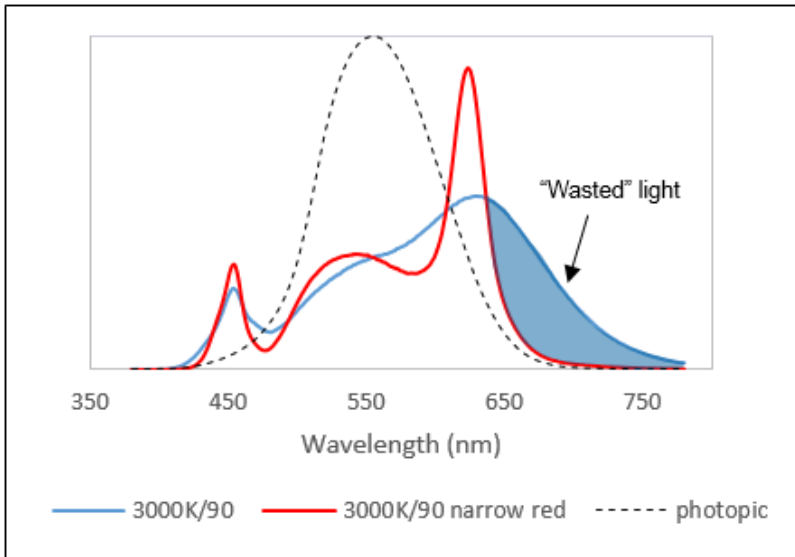 “Wasted” light
350 450 550 650 750
Wavelength (nm)
3000K/90 3000K/90 narrow red photopic